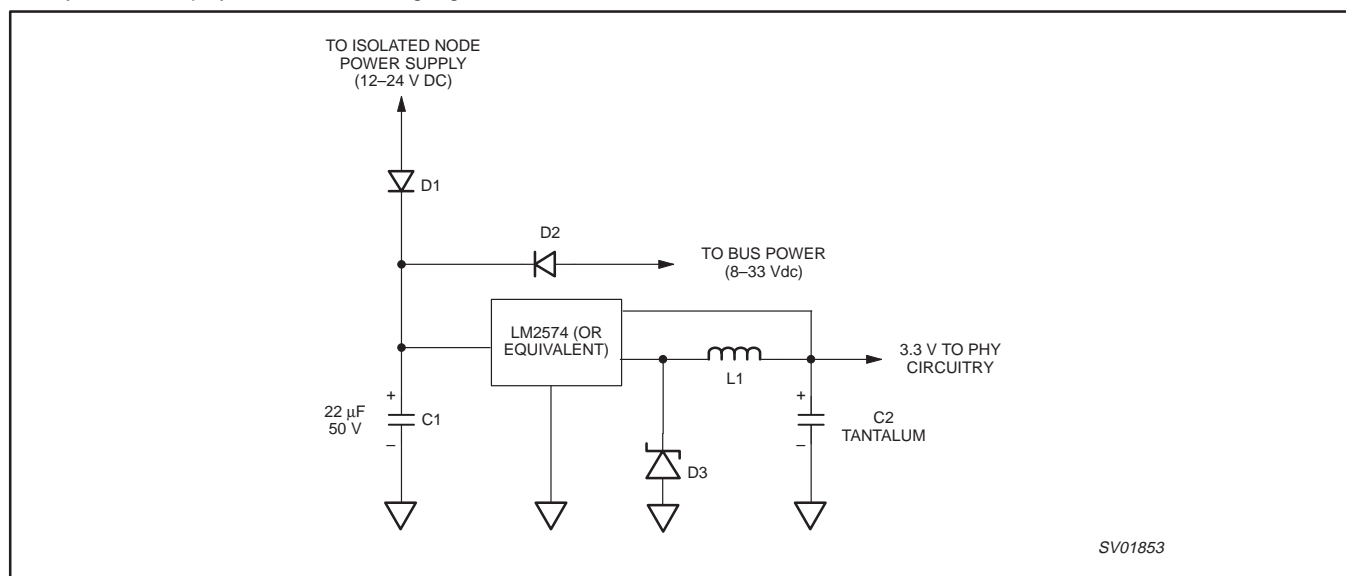 TO ISOLATED NODE
POWER SUPPLY
(12–24 V DC)
D1
D2
TO BUS POWER
(8–33 Vdc)
LM2574 (OR
EQUIVALENT)
L1
3.3 V TO PHY
CIRCUITRY
+
22 μF
50 V
C1
–
D3
+
C2
TANTALUM
–
SV01853